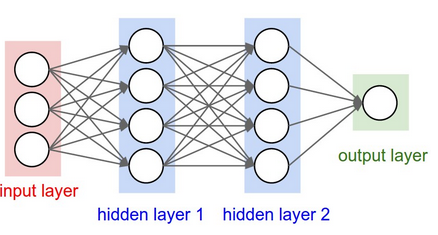 output layer
input layer
hidden layer 1 hidden layer 2